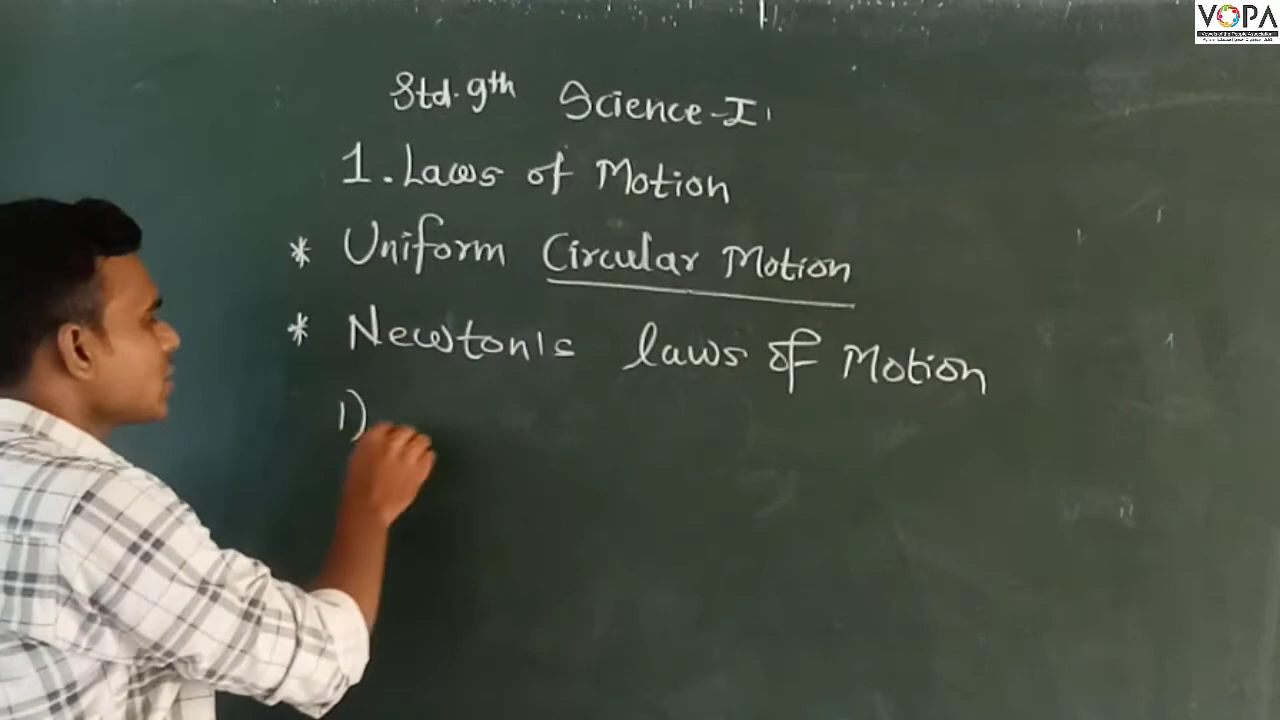 VOPA
Std. 9th Science-I
1. Laws of Motion
* Uniform Circular Motion
* Newton's laws of Motion
1)